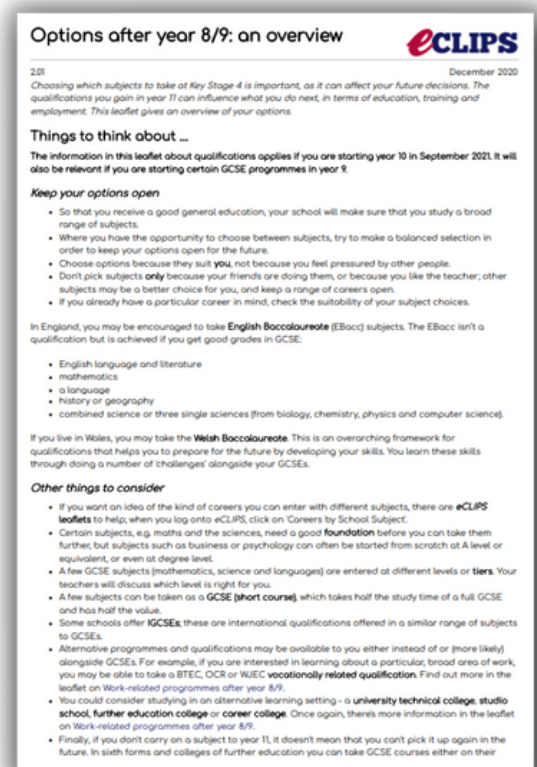 Options after year 8/9: an overview
eCLIPS
2:01
December 2020
Choosing which subjects to take at Key Stage 4 is important, as it can affect your future decisions. The
qualifications you gain in year 11 can influence what you do next, in terms of education, training and
employment. This leaflet gives an overview of your options.
Things to think about ...
The information in this leaflet about qualifications applies if you are starting year 10 in September 2021. It will
also be relevant if you are starting certain GCSE programmes in year 9.
Keep your options open
• So that you receive a good general education, your school will make sure that you study a broad
range of subjects.
• Where you have the opportunity to choose between subjects, try to make a balanced selection in
order to keep your options open for the future.
• Choose options because they suit you, not because you feel pressured by other people.
• Don't pick subjects only because your friends are doing them, or because you like the teacher; other
subjects may be a better choice for you, and keep a range of careers open.
• If you already have a particular career in mind, check the suitability of your subject choices.
In England, you may be encouraged to take English Baccalaureate (EBacc) subjects. The EBacc isn't a
qualification but is achieved if you get good grades in GCSE:
• English language and literature
• mathematics
• a language
• history or geography
• combined science or three single sciences (from biology, chemistry, physics and computer science).
If you live in Wales, you may take the Welsh Baccalaureate. This is an overarching framework for
qualifications that helps you to prepare for the future by developing your skills. You learn these skills
through doing a number of 'challenges' alongside your GCSEs.
Other things to consider
• If you want an idea of the kind of careers you can enter with different subjects, there are eCLIPS
leaflets to help; when you log onto eCLIPS, click on 'Careers by School Subject'.
• Certain subjects, e.g. maths and the sciences, need a good foundation before you can take them
further, but subjects such as business or psychology can often be started from scratch at A level or
equivalent, or even at degree level.
• A few GCSE subjects (mathematics, science and languages) are entered at different levels or tiers. Your
teachers will discuss which level is right for you.
• A few subjects can be taken as a GCSE (short course), which takes half the study time of a full GCSE
and has half the value.
• Some schools offer IGCSEs; these are international qualifications offered in a similar range of subjects
to GCSEs.
• Alternative programmes and qualifications may be available to you either instead of or (more likely)
alongside GCSEs. For example, if you are interested in learning about a particular, broad area of work,
you may be able to take a BTEC, OCR or WJEC vocationally related qualification. Find out more in the
leaflet on Work-related programmes after year 8/9.
• You could consider studying in an alternative learning setting - a university technical college, studio
school, further education college or career college. Once again, there's more information in the leaflet
on Work-related programmes after year 8/9.
• Finally, if you don't carry on a subject to year 11, it doesn't mean that you can't pick it up again in the
future. In sixth forms and colleges of further education you can take GCSE courses either on their